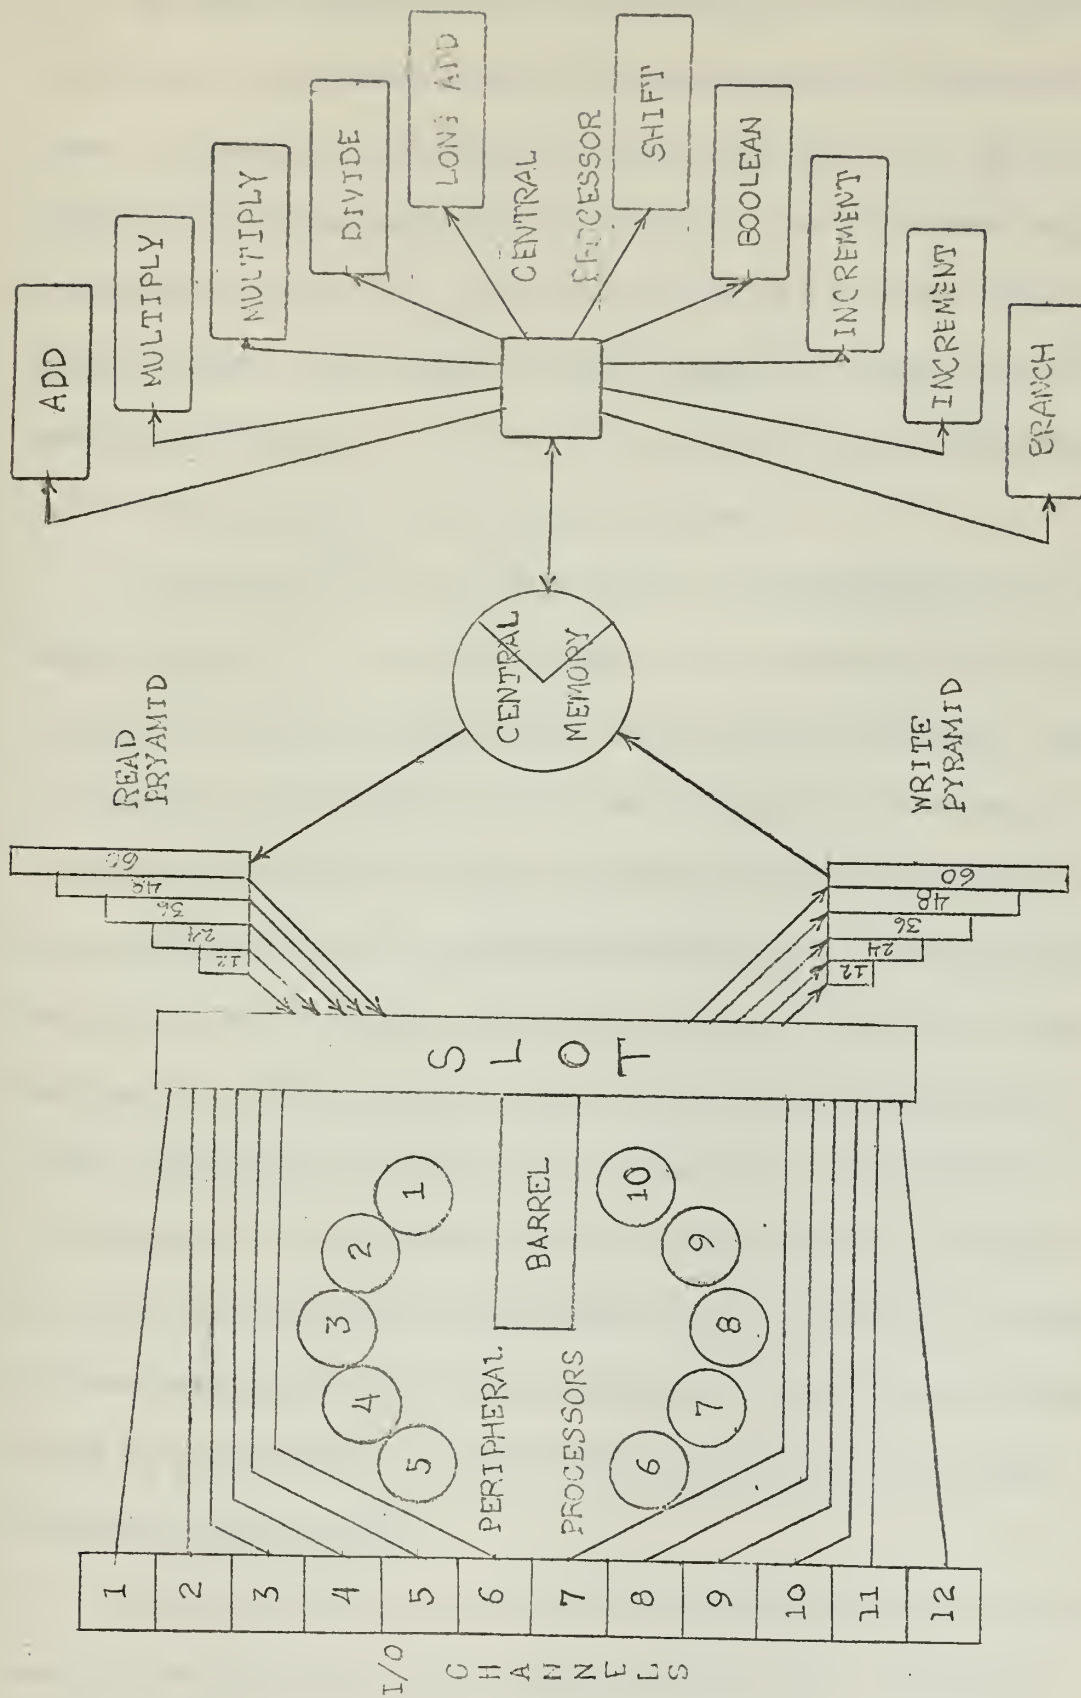 ADD
MULTIPLY
MULTIPLY
DIVIDE
LONG ADD
CENTRAL
PROCESSOR
SHIFT
BOOLEAN
INCREMENT
INCREMENT
BRANCH
CENTRAL
MEMORY
READ
PRYAMID
60
48
36
24
12
WRITE
PYRAMID
60
48
36
24
12
SLOT
BARREL
1
2
3
4
5
10
9
8
7
6
PERIPHERAL
PROCESSORS
1
2
3
4
5
6
7
8
9
10
11
12
I/O
CHANNELS